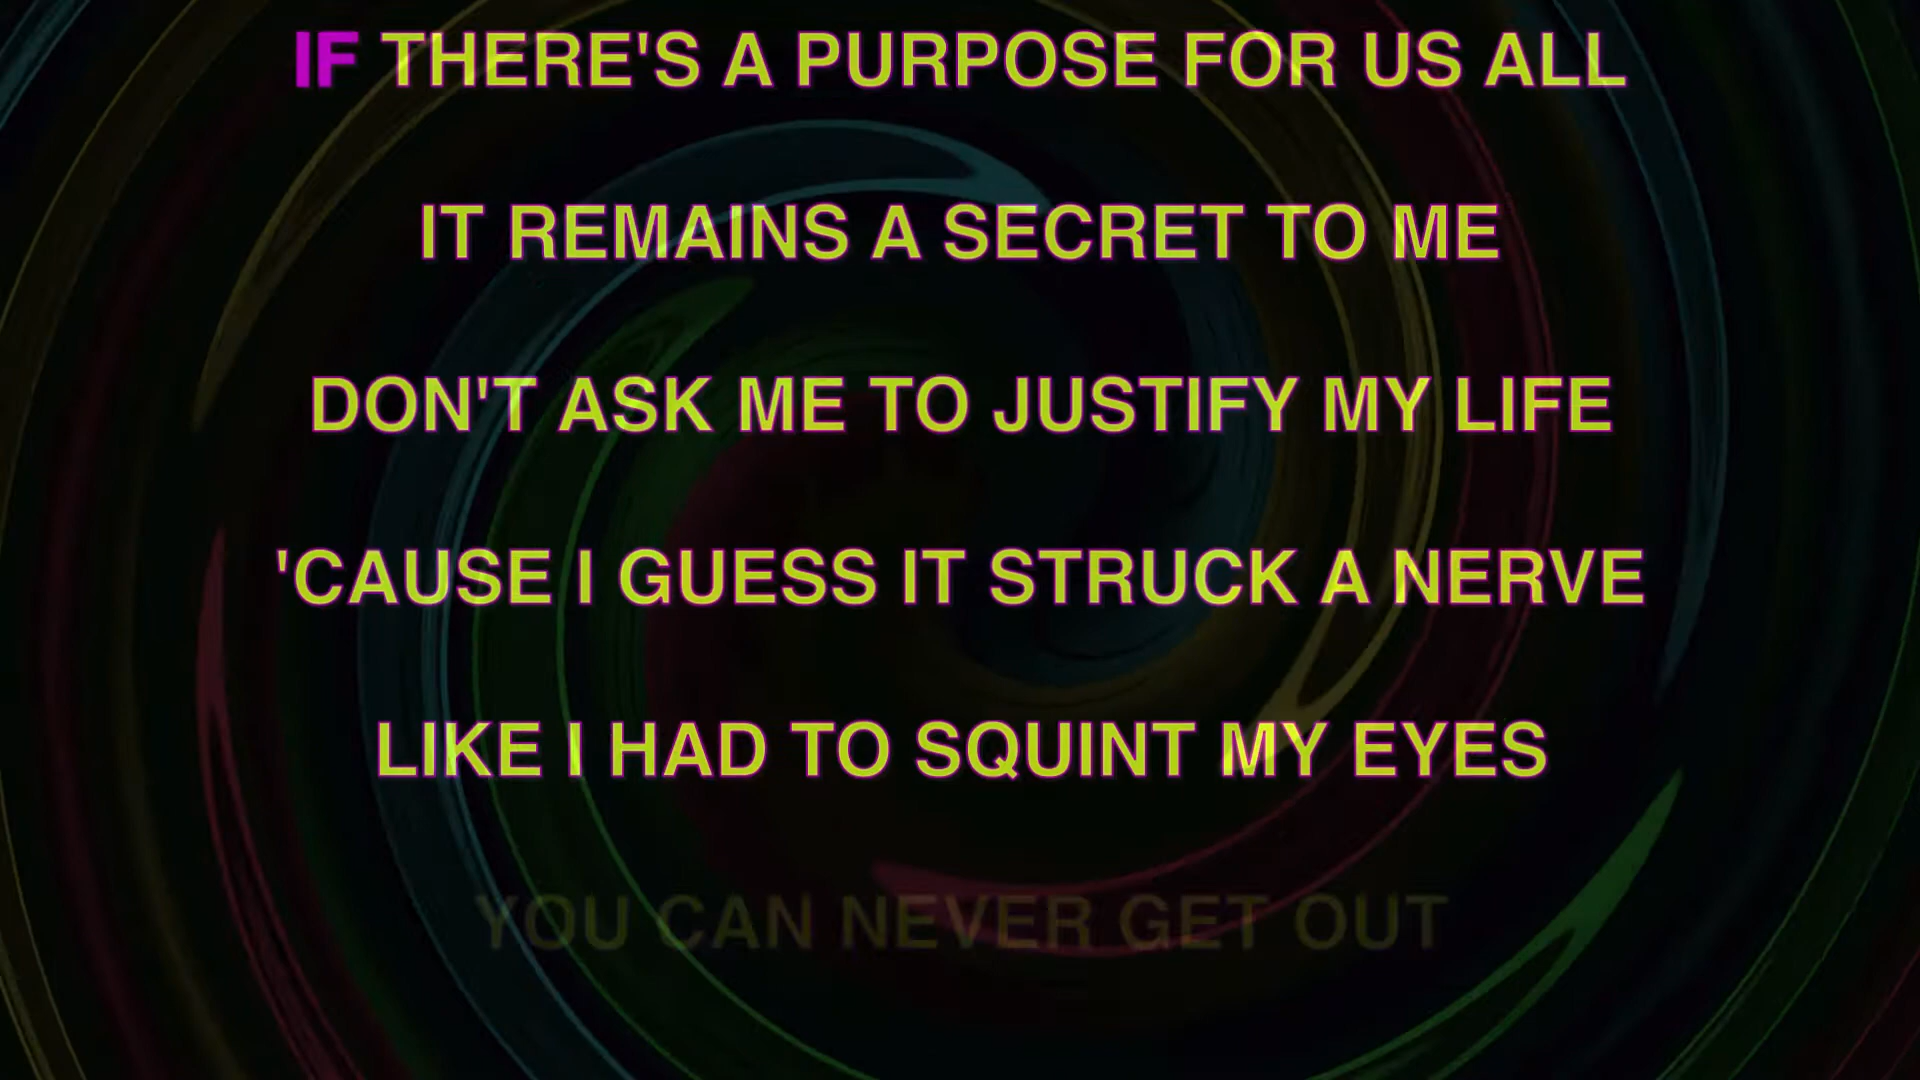 IF THERE'S A PURPOSE FOR US ALL
IT REMAINS A SECRET TO ME
DON'T ASK ME TO JUSTIFY MY LIFE
'CAUSE I GUESS IT STRUCK A NERVE
LIKE I HAD TO SQUINT MY EYES
YOU CAN NEVER GET OUT